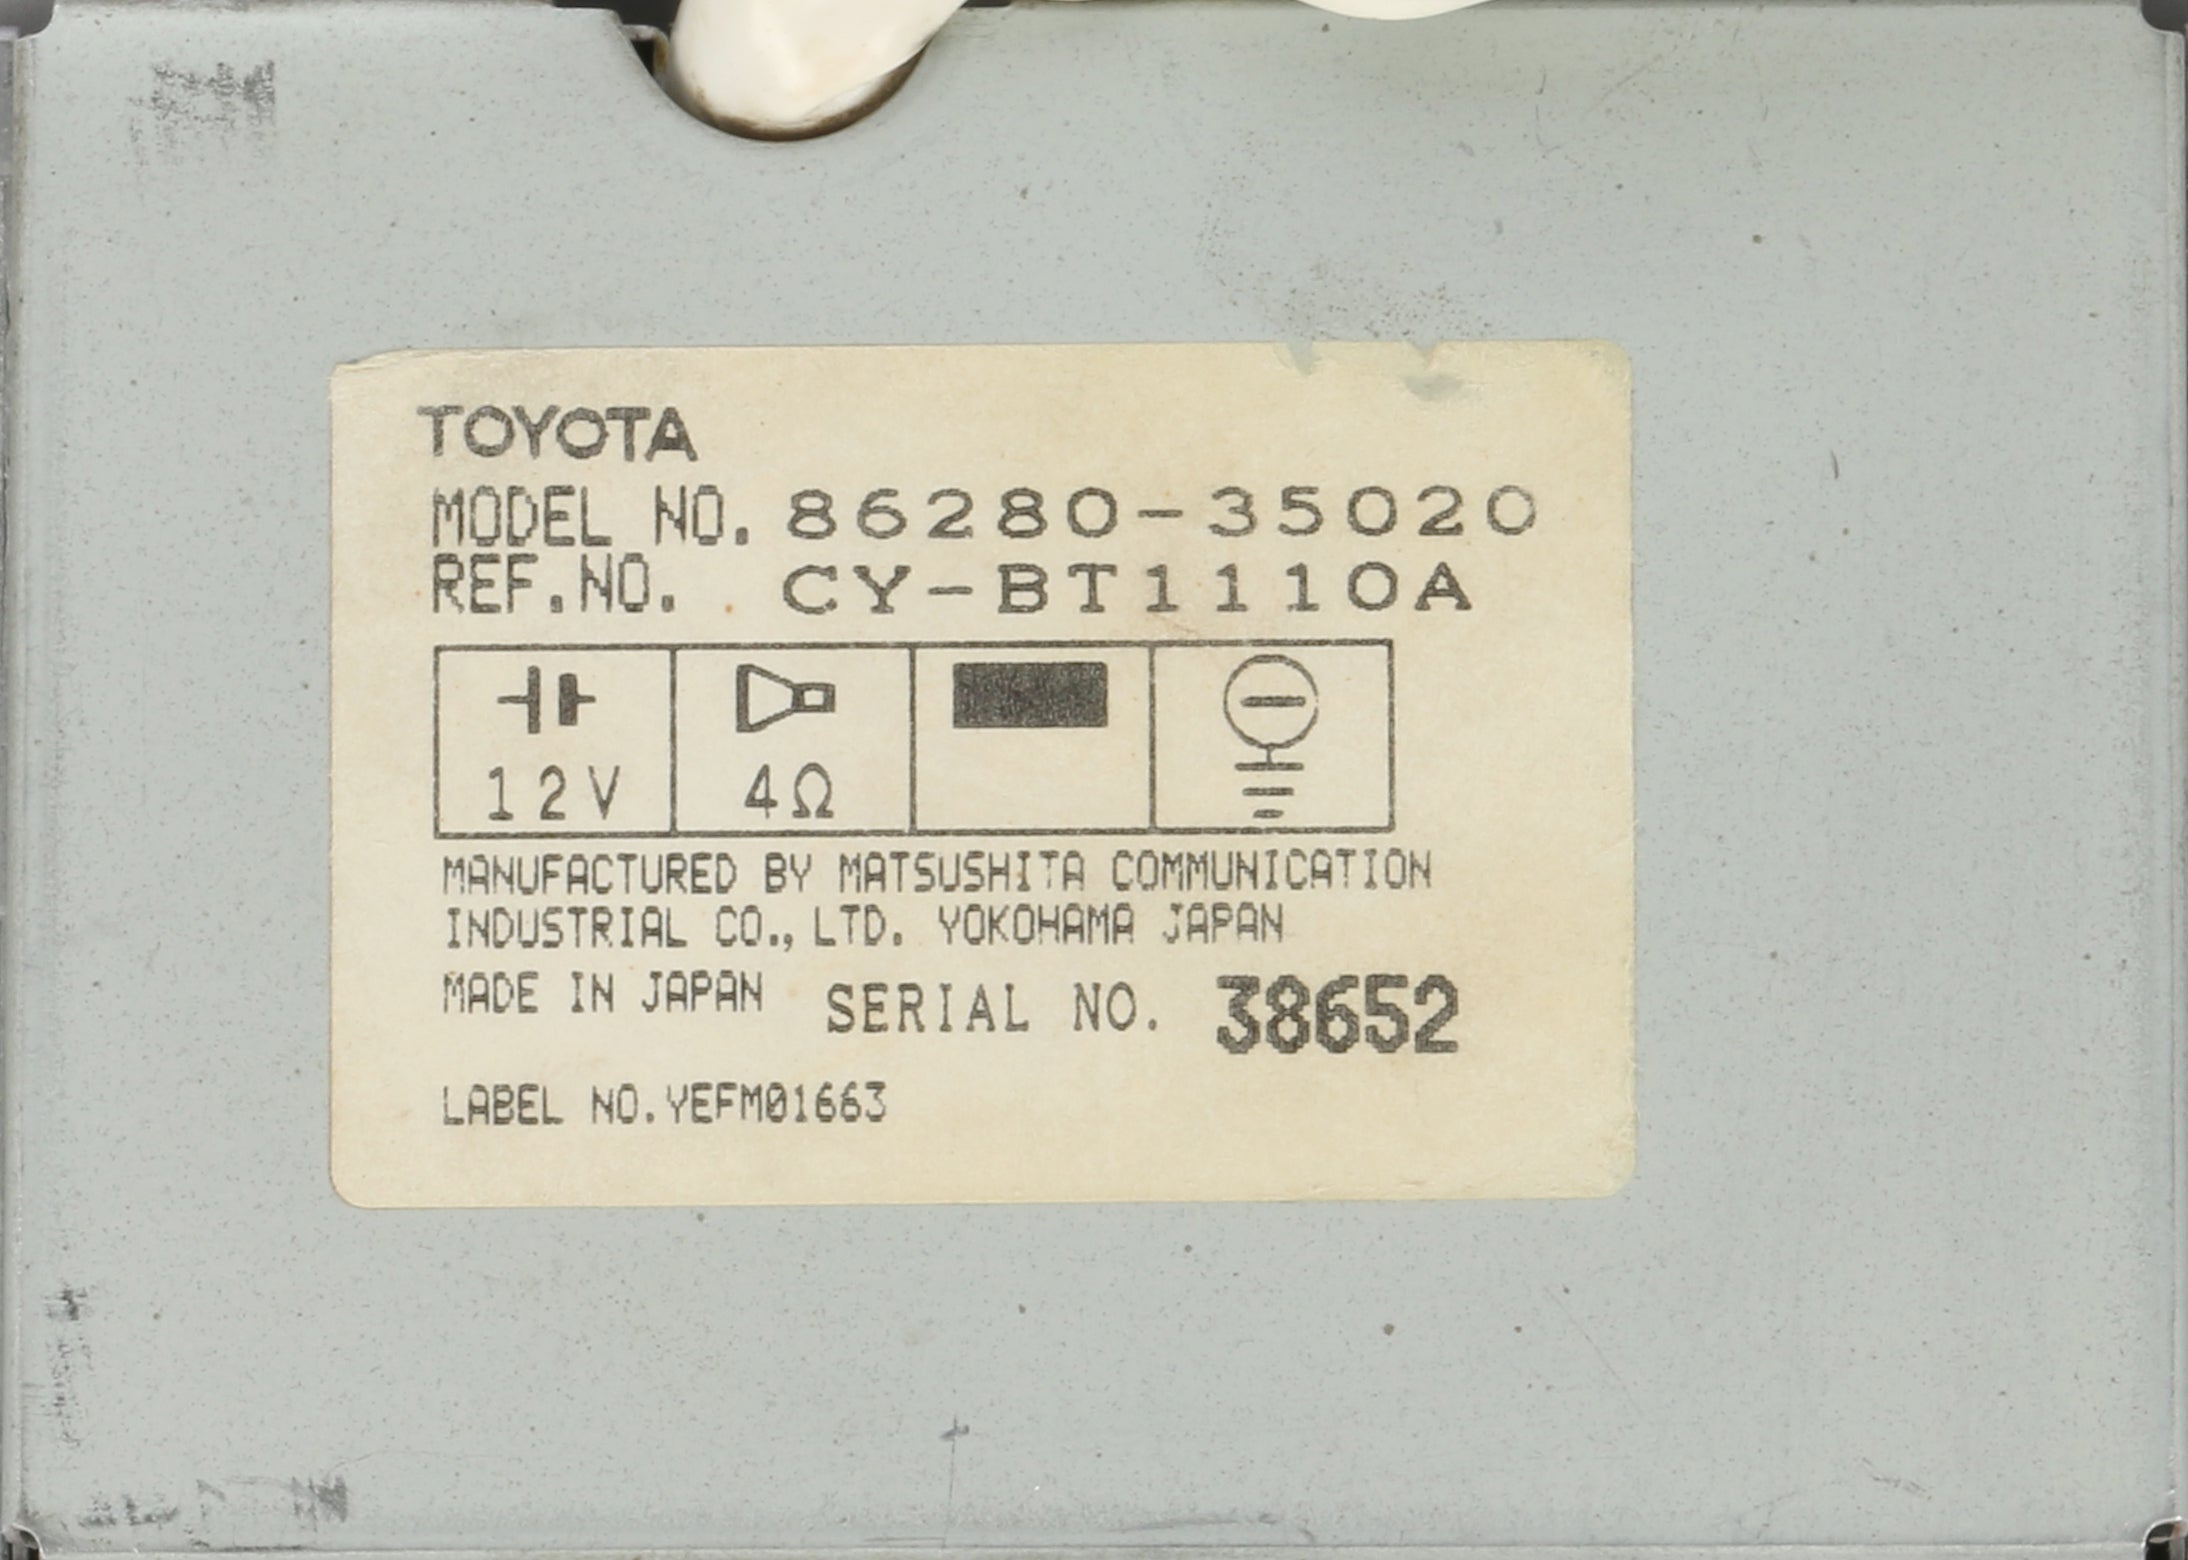 TOYOTA
MODEL NO. 86280-35020
REF.NO. CY-BT1110A
12V 4Ω
MANUFACTURED BY MATSUSHITA COMMUNICATION
INDUSTRIAL CO., LTD. YOKOHAMA JAPAN
MADE IN JAPAN SERIAL NO. 38652
LABEL NO.YEFM01663